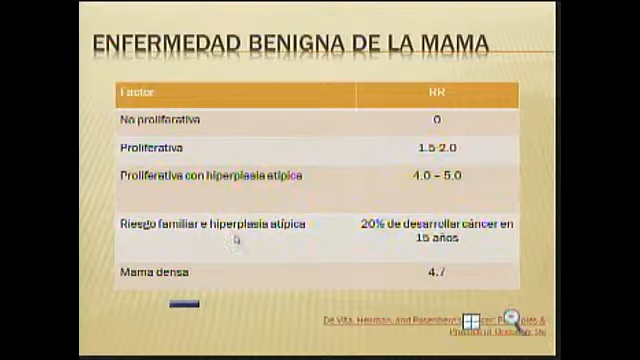 ENFERMEDAD BENIGNA DE LA MAMA
Factor RR
No proliferativa 0
Proliferativa 1.5-2.0
Proliferativa con hiperplasia atípica 4.0 – 5.0
Riesgo familiar e hiperplasia atípica 20% de desarrollar cáncer en
15 años
Mama densa 4.7
De Vita, Hellman, and Rosenberg's